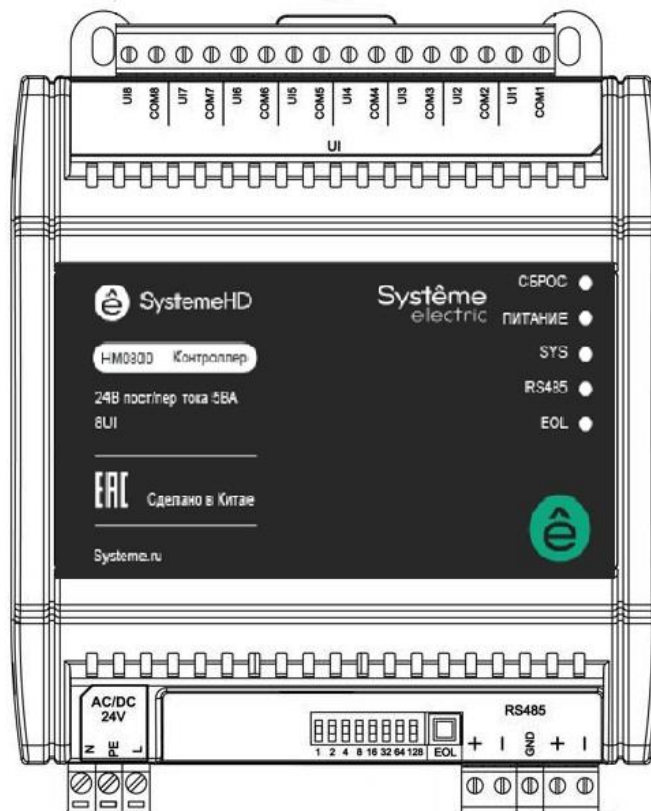 UI8 COM8 UI7 COM7 UI6 COM6 UI5 COM5 UI4 COM4 UI3 COM3 UI2 COM2 UI1 COM1
UI
ê SystemeHD
Système
electric
СБРОС
ПИТАНИЕ
SYS
RS485
EOL
HM0800 Контроллер
24В пост/пер тока 5ВА
8UI
EAC Сделано в Китае
Systeme.ru
ê
AC/DC
24V
N PE L
1 2 4 8 16 32 64 128 EOL
RS485
+ – GND + –